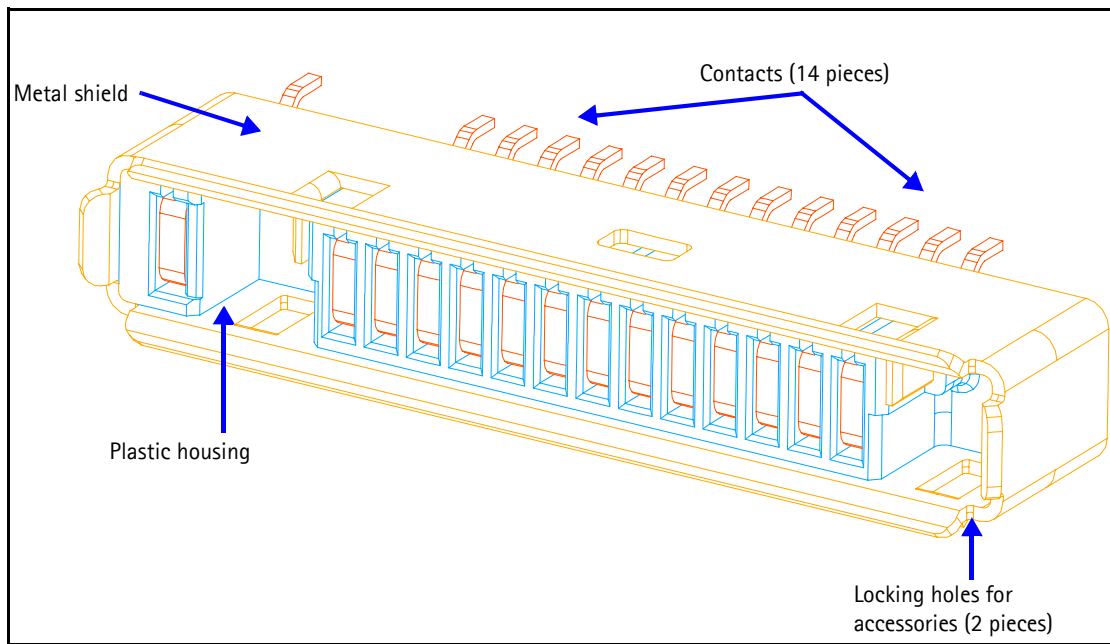 Contacts (14 pieces)
Metal shield
Plastic housing
Locking holes for
accessories (2 pieces)